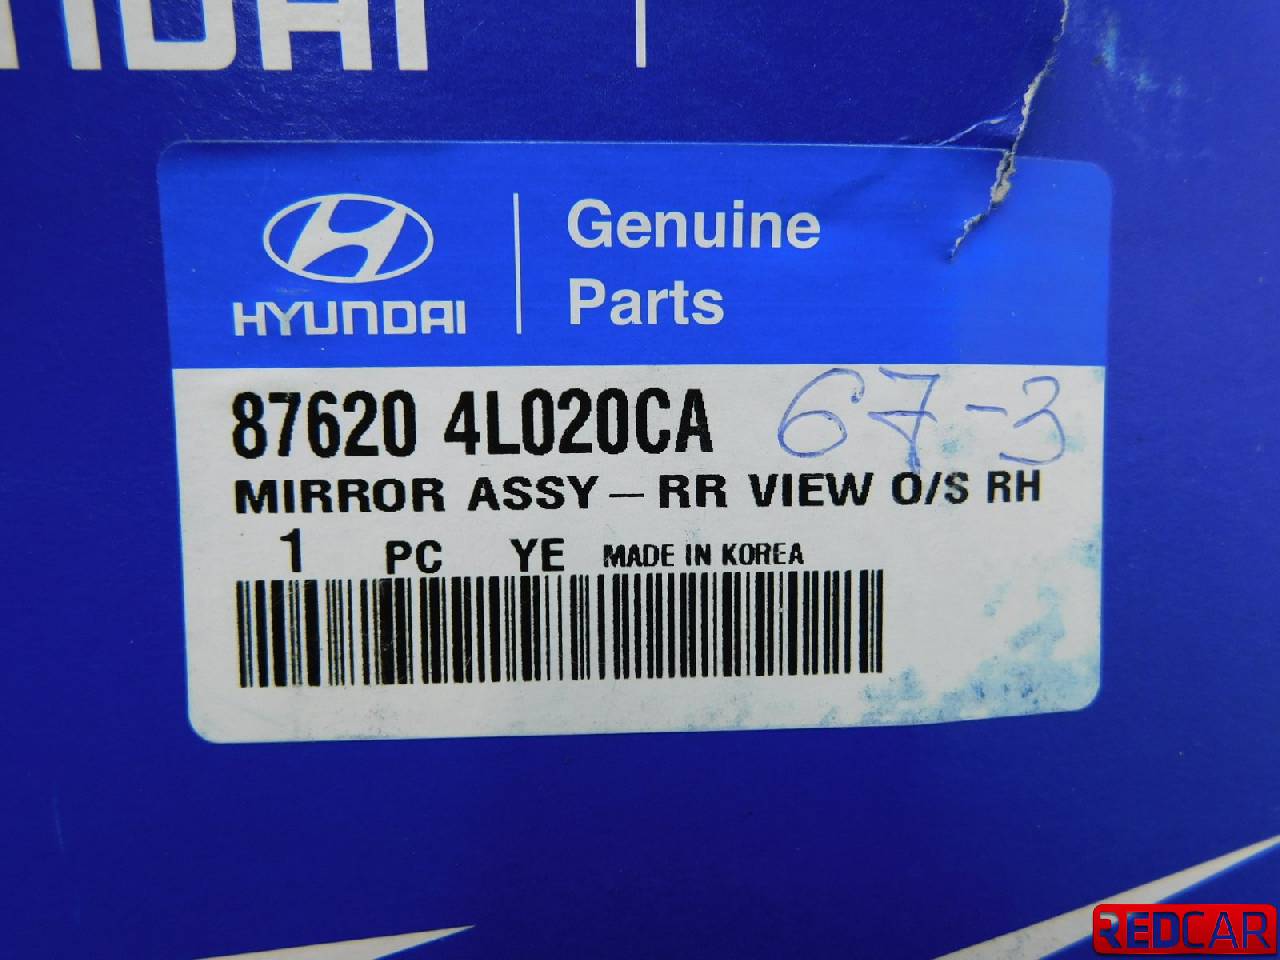 HYUNDAI
Genuine
Parts
87620 4L020CA
67-3
MIRROR ASSY-RR VIEW O/S RH
1 PC YE MADE IN KOREA
REDCAR